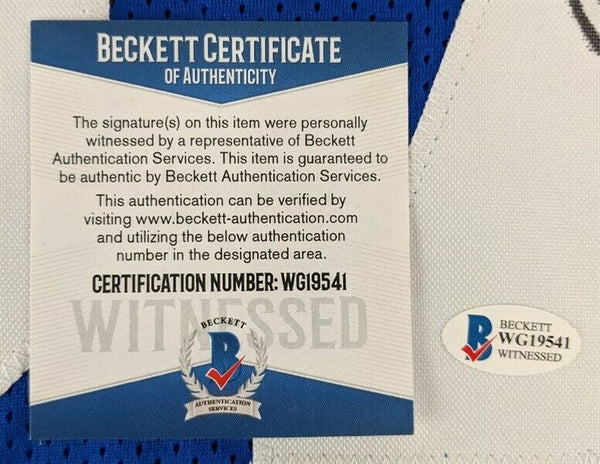 BECKETT CERTIFICATE
OF AUTHENTICITY
The signature(s) on this item were personally
witnessed by a representative of Beckett
Authentication Services. This item is guaranteed to
be authentic by Beckett Authentication Services.
This authentication can be verified by
visiting www.beckett-authentication.com
and utilizing the below authentication
number in the designated area.
CERTIFICATION NUMBER: WG19541
WITNESSED
BECKETT
B
AUTHENTICATION
SERVICES
B
BECKETT
WG19541
WITNESSED